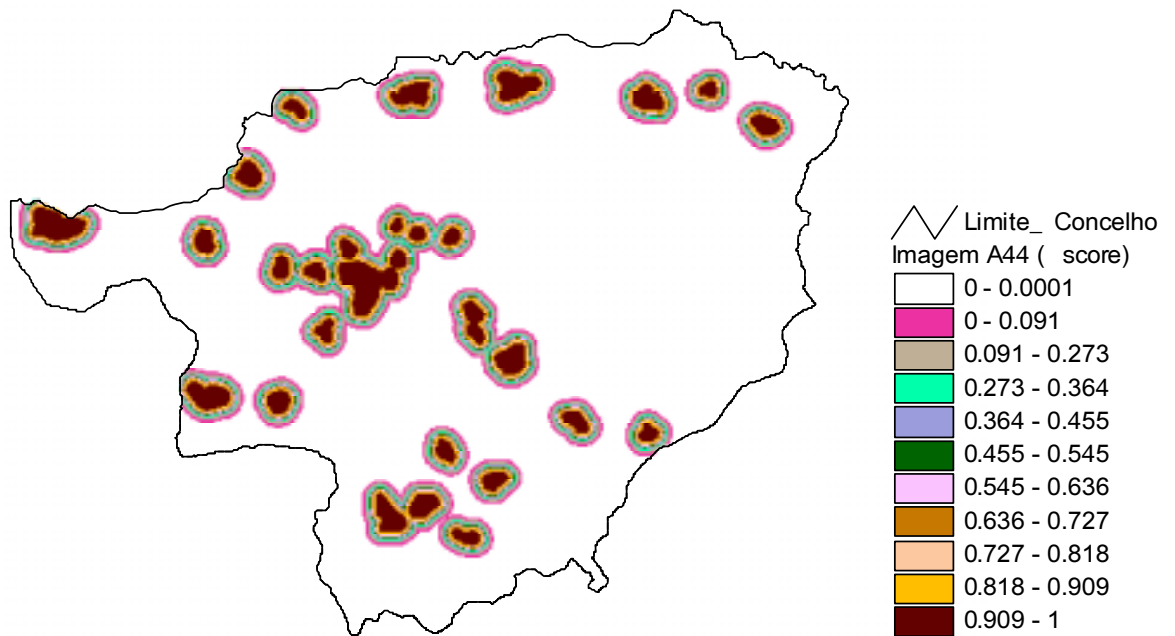 Limite_ Concelho
Imagem A44 ( score)
0 - 0.0001
0 - 0.091
0.091 - 0.273
0.273 - 0.364
0.364 - 0.455
0.455 - 0.545
0.545 - 0.636
0.636 - 0.727
0.727 - 0.818
0.818 - 0.909
0.909 - 1